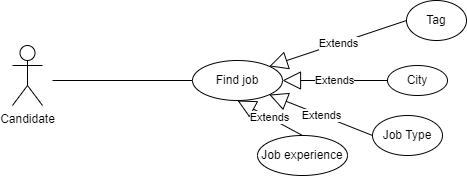 Tag
Extends
Find job
Extends
City
Candidate
Extends
Extends
Job Type
Job experience